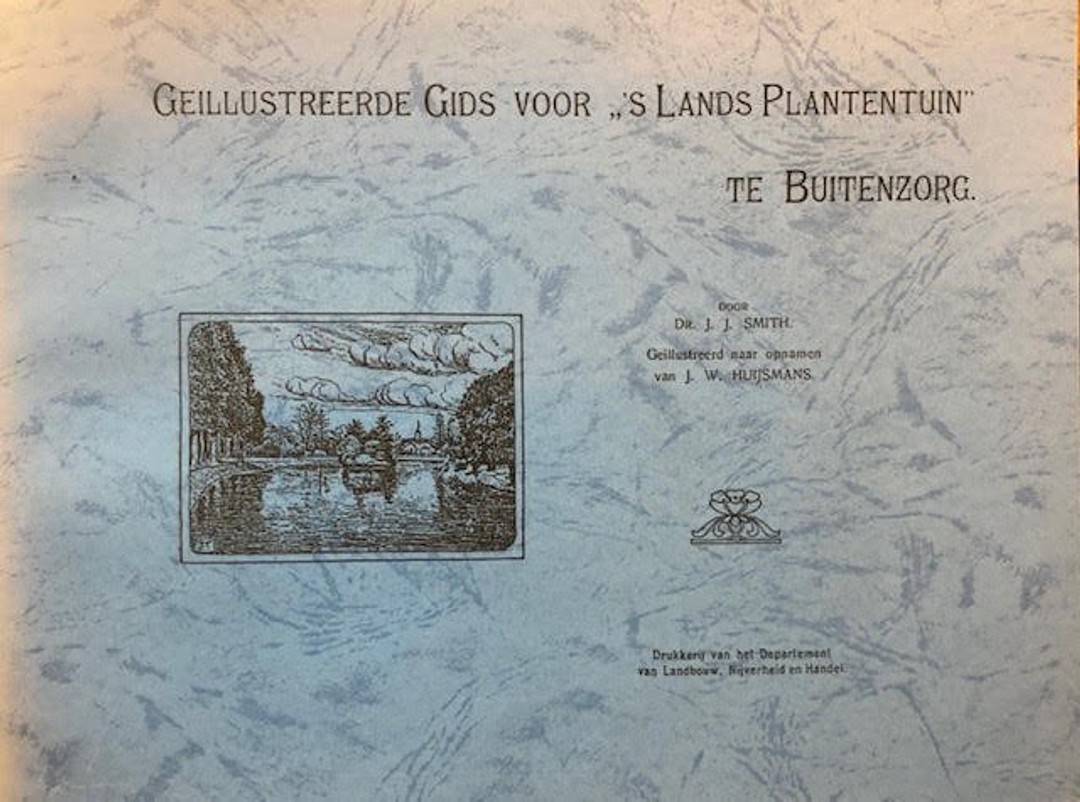 GEILLUSTREERDE GIDS VOOR „'S LANDS PLANTENTUIN"
TE BUITENZORG.
DOOR
DR. J. J. SMITH.
Geïllustreerd naar opnamen
van J. W. HUIJSMANS.
Drukkerij van het Departement
van Landbouw, Nijverheid en Handel.